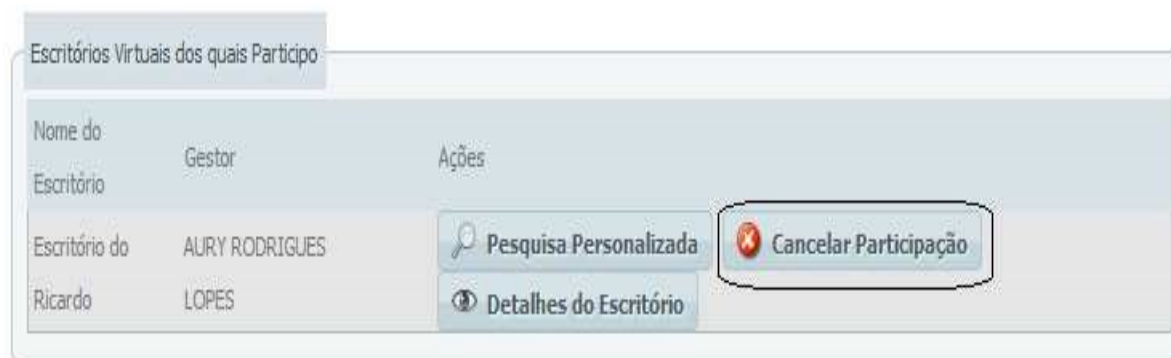 Escritórios Virtuais dos quais Participo
Nome do
Escritório
Gestor
Ações
Escritório do
Ricardo
AURY RODRIGUES
LOPES
Pesquisa Personalizada
Cancelar Participação
Detalhes do Escritório